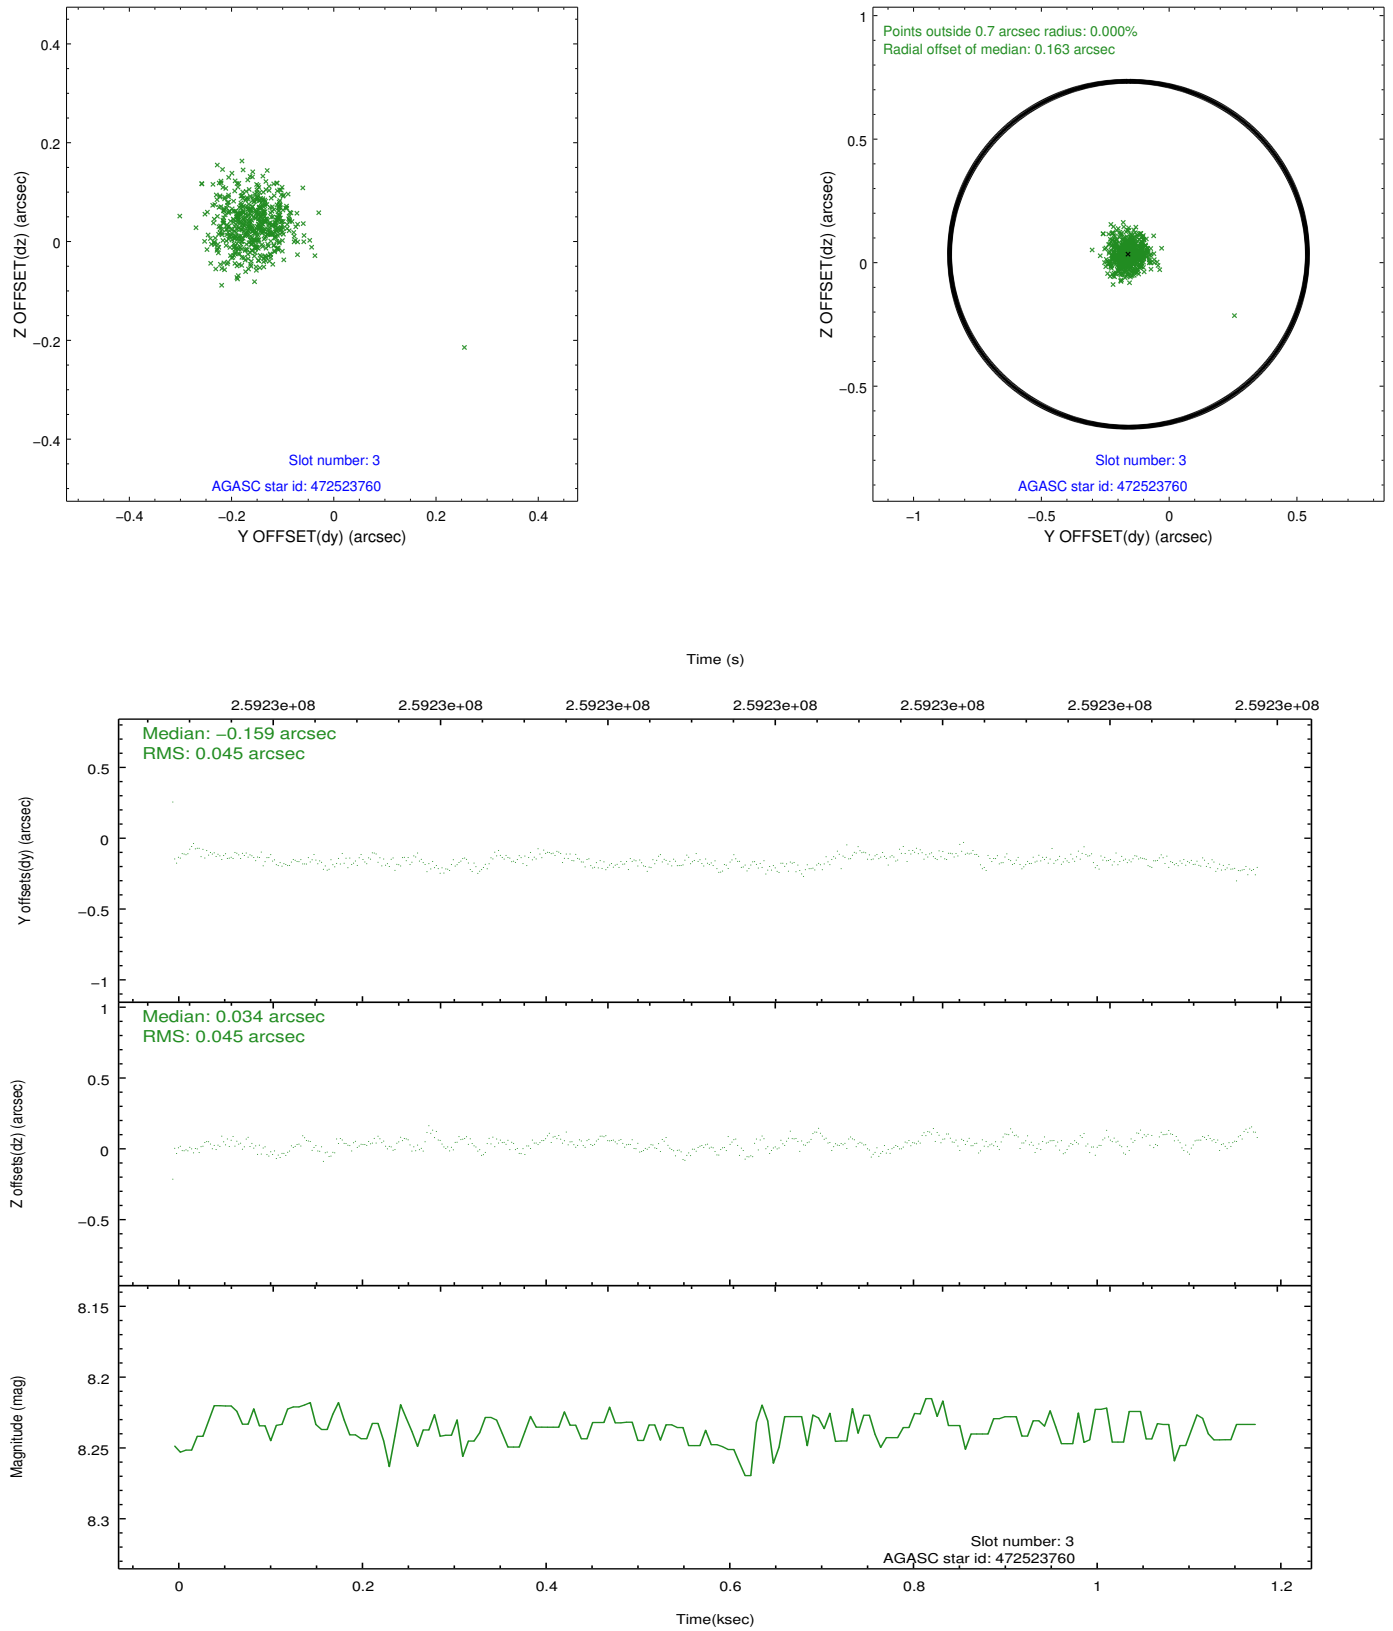 0.4
0.2
0
−0.2
−0.4
Z OFFSET(dz) (arcsec)
Slot number: 3
AGASC star id: 472523760
−0.4 −0.2 0 0.2 0.4
Y OFFSET(dy) (arcsec)
Points outside 0.7 arcsec radius: 0.000%
Radial offset of median: 0.163 arcsec
1
0.5
0
−0.5
Z OFFSET(dz) (arcsec)
Slot number: 3
AGASC star id: 472523760
−1 −0.5 0 0.5
Y OFFSET(dy) (arcsec)
Time (s)
2.5923e+08 2.5923e+08 2.5923e+08 2.5923e+08 2.5923e+08 2.5923e+08 2.5923e+08
Median: −0.159 arcsec
RMS: 0.045 arcsec
0.5
0
−0.5
−1
Y offsets(dy) (arcsec)
Median: 0.034 arcsec
RMS: 0.045 arcsec
1
0.5
0
−0.5
Z offsets(dz) (arcsec)
8.15
8.2
8.25
8.3
Magnitude (mag)
Slot number: 3
AGASC star id: 472523760
0 0.2 0.4 0.6 0.8 1 1.2
Time(ksec)